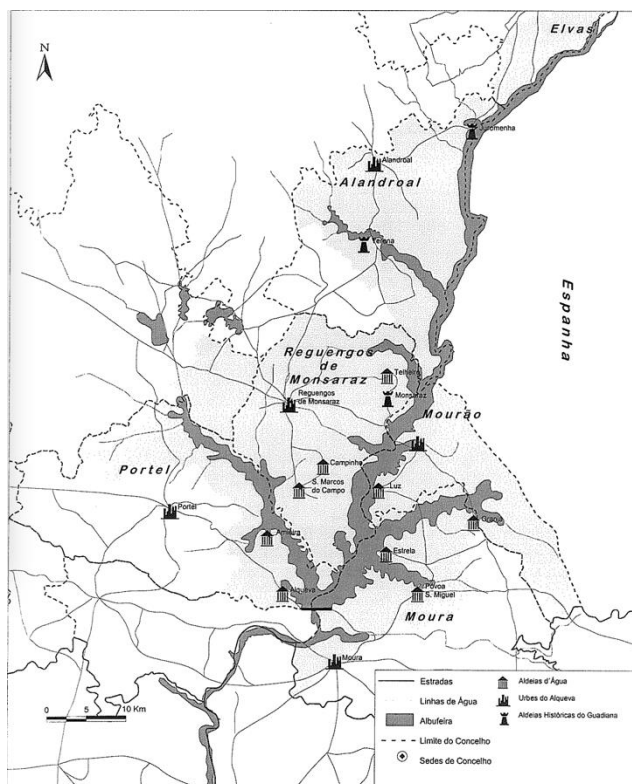 N
Elvas
Juromenha
Alandroal
Alandroal
Terena
Espanha
Reguengos
de
Monsaraz
Telheiro
Reguengos
de Monsaraz
Monsaraz
Mourão
Campinho
S. Marcos
do Campo
Luz
Portel
Portel
Granja
Amieira
Estrela
Alqueva
Póvoa
S. Miguel
Moura
Moura
0 5 10 Km
Estradas
Linhas de Água
Albufeira
Limite do Concelho
Sedes de Concelho
Aldeias d'Água
Urbes do Alqueva
Aldeias Históricas do Guadiana